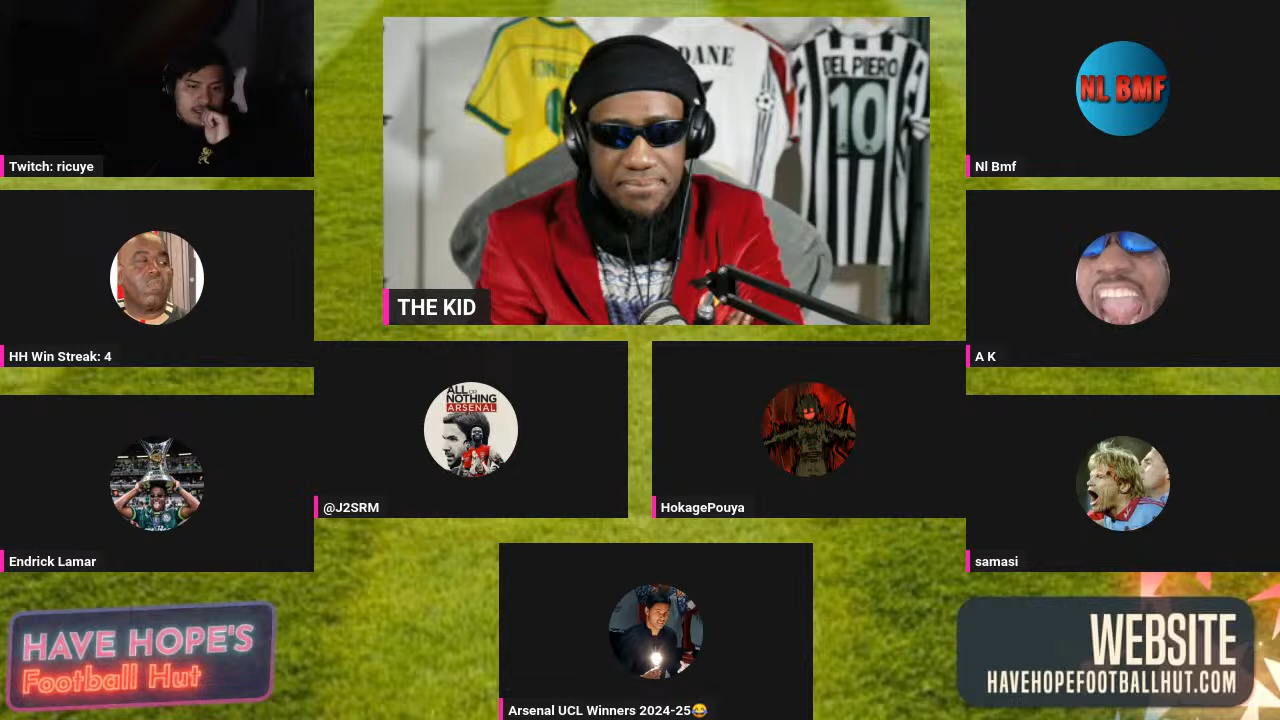 Twitch: ricuye
DANE
DEL PIERO
10
THE KID
NL BMF
Nl Bmf
HH Win Streak: 4
A K
ALL OR
NOTHING
ARSENAL
@J2SRM
HokagePouya
Endrick Lamar
samasi
Arsenal UCL Winners 2024-25😂
HAVE HOPE'S
Football Hut
WEBSITE
HAVEHOPEFOOTBALLHUT.COM